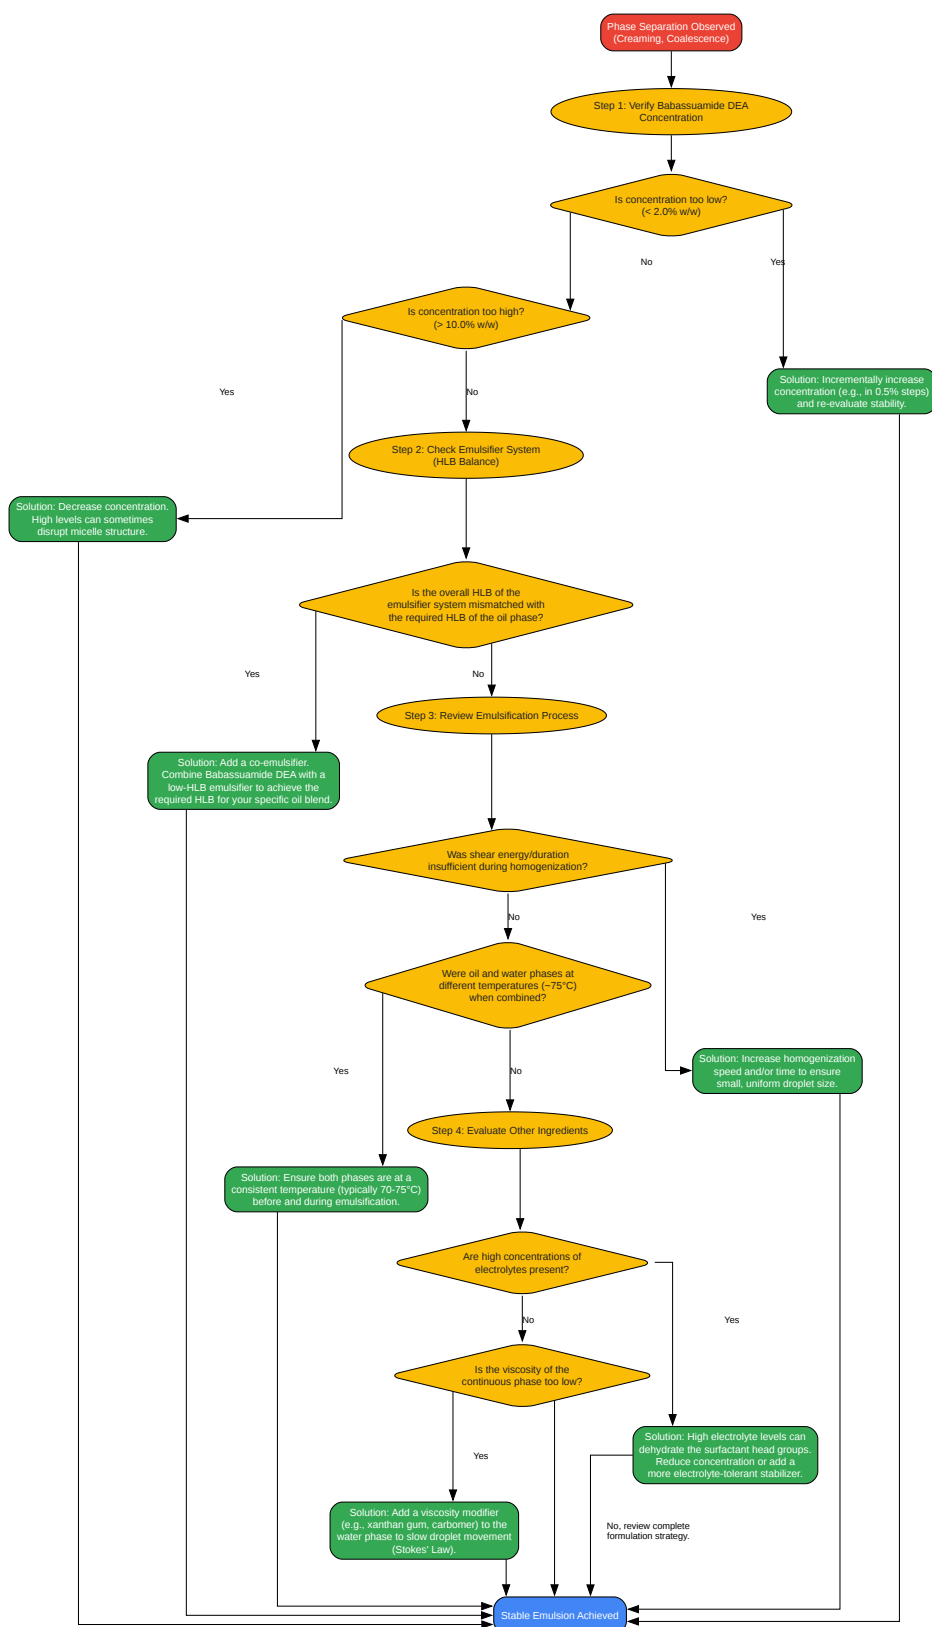 Phase Separation Observed
(Creaming, Coalescence)
Step 1: Verify Babassuamide DEA
Concentration
Is concentration too low?
(< 2.0% w/w)
No
Yes
Is concentration too high?
(> 10.0% w/w)
Solution: Incrementally increase
concentration (e.g., in 0.5% steps)
and re-evaluate stability.
Yes
No
Step 2: Check Emulsifier System
(HLB Balance)
Solution: Decrease concentration.
High levels can sometimes
disrupt micelle structure.
Is the overall HLB of the
emulsifier system mismatched with
the required HLB of the oil phase?
Yes
No
Step 3: Review Emulsification Process
Solution: Add a co-emulsifier.
Combine Babassuamide DEA with a
low-HLB emulsifier to achieve the
required HLB for your specific oil blend.
Was shear energy/duration
insufficient during homogenization?
No
Yes
Were oil and water phases at
different temperatures (~75°C)
when combined?
Yes
No
Solution: Increase homogenization
speed and/or time to ensure
small, uniform droplet size.
Step 4: Evaluate Other Ingredients
Solution: Ensure both phases are at a
consistent temperature (typically 70-75°C)
before and during emulsification.
Are high concentrations of
electrolytes present?
No
Yes
Is the viscosity of the
continuous phase too low?
Solution: High electrolyte levels can
dehydrate the surfactant head groups.
Reduce concentration or add a
more electrolyte-tolerant stabilizer.
Yes
Solution: Add a viscosity modifier
(e.g., xanthan gum, carbomer) to the
water phase to slow droplet movement
(Stokes' Law).
No, review complete
formulation strategy.
Stable Emulsion Achieved